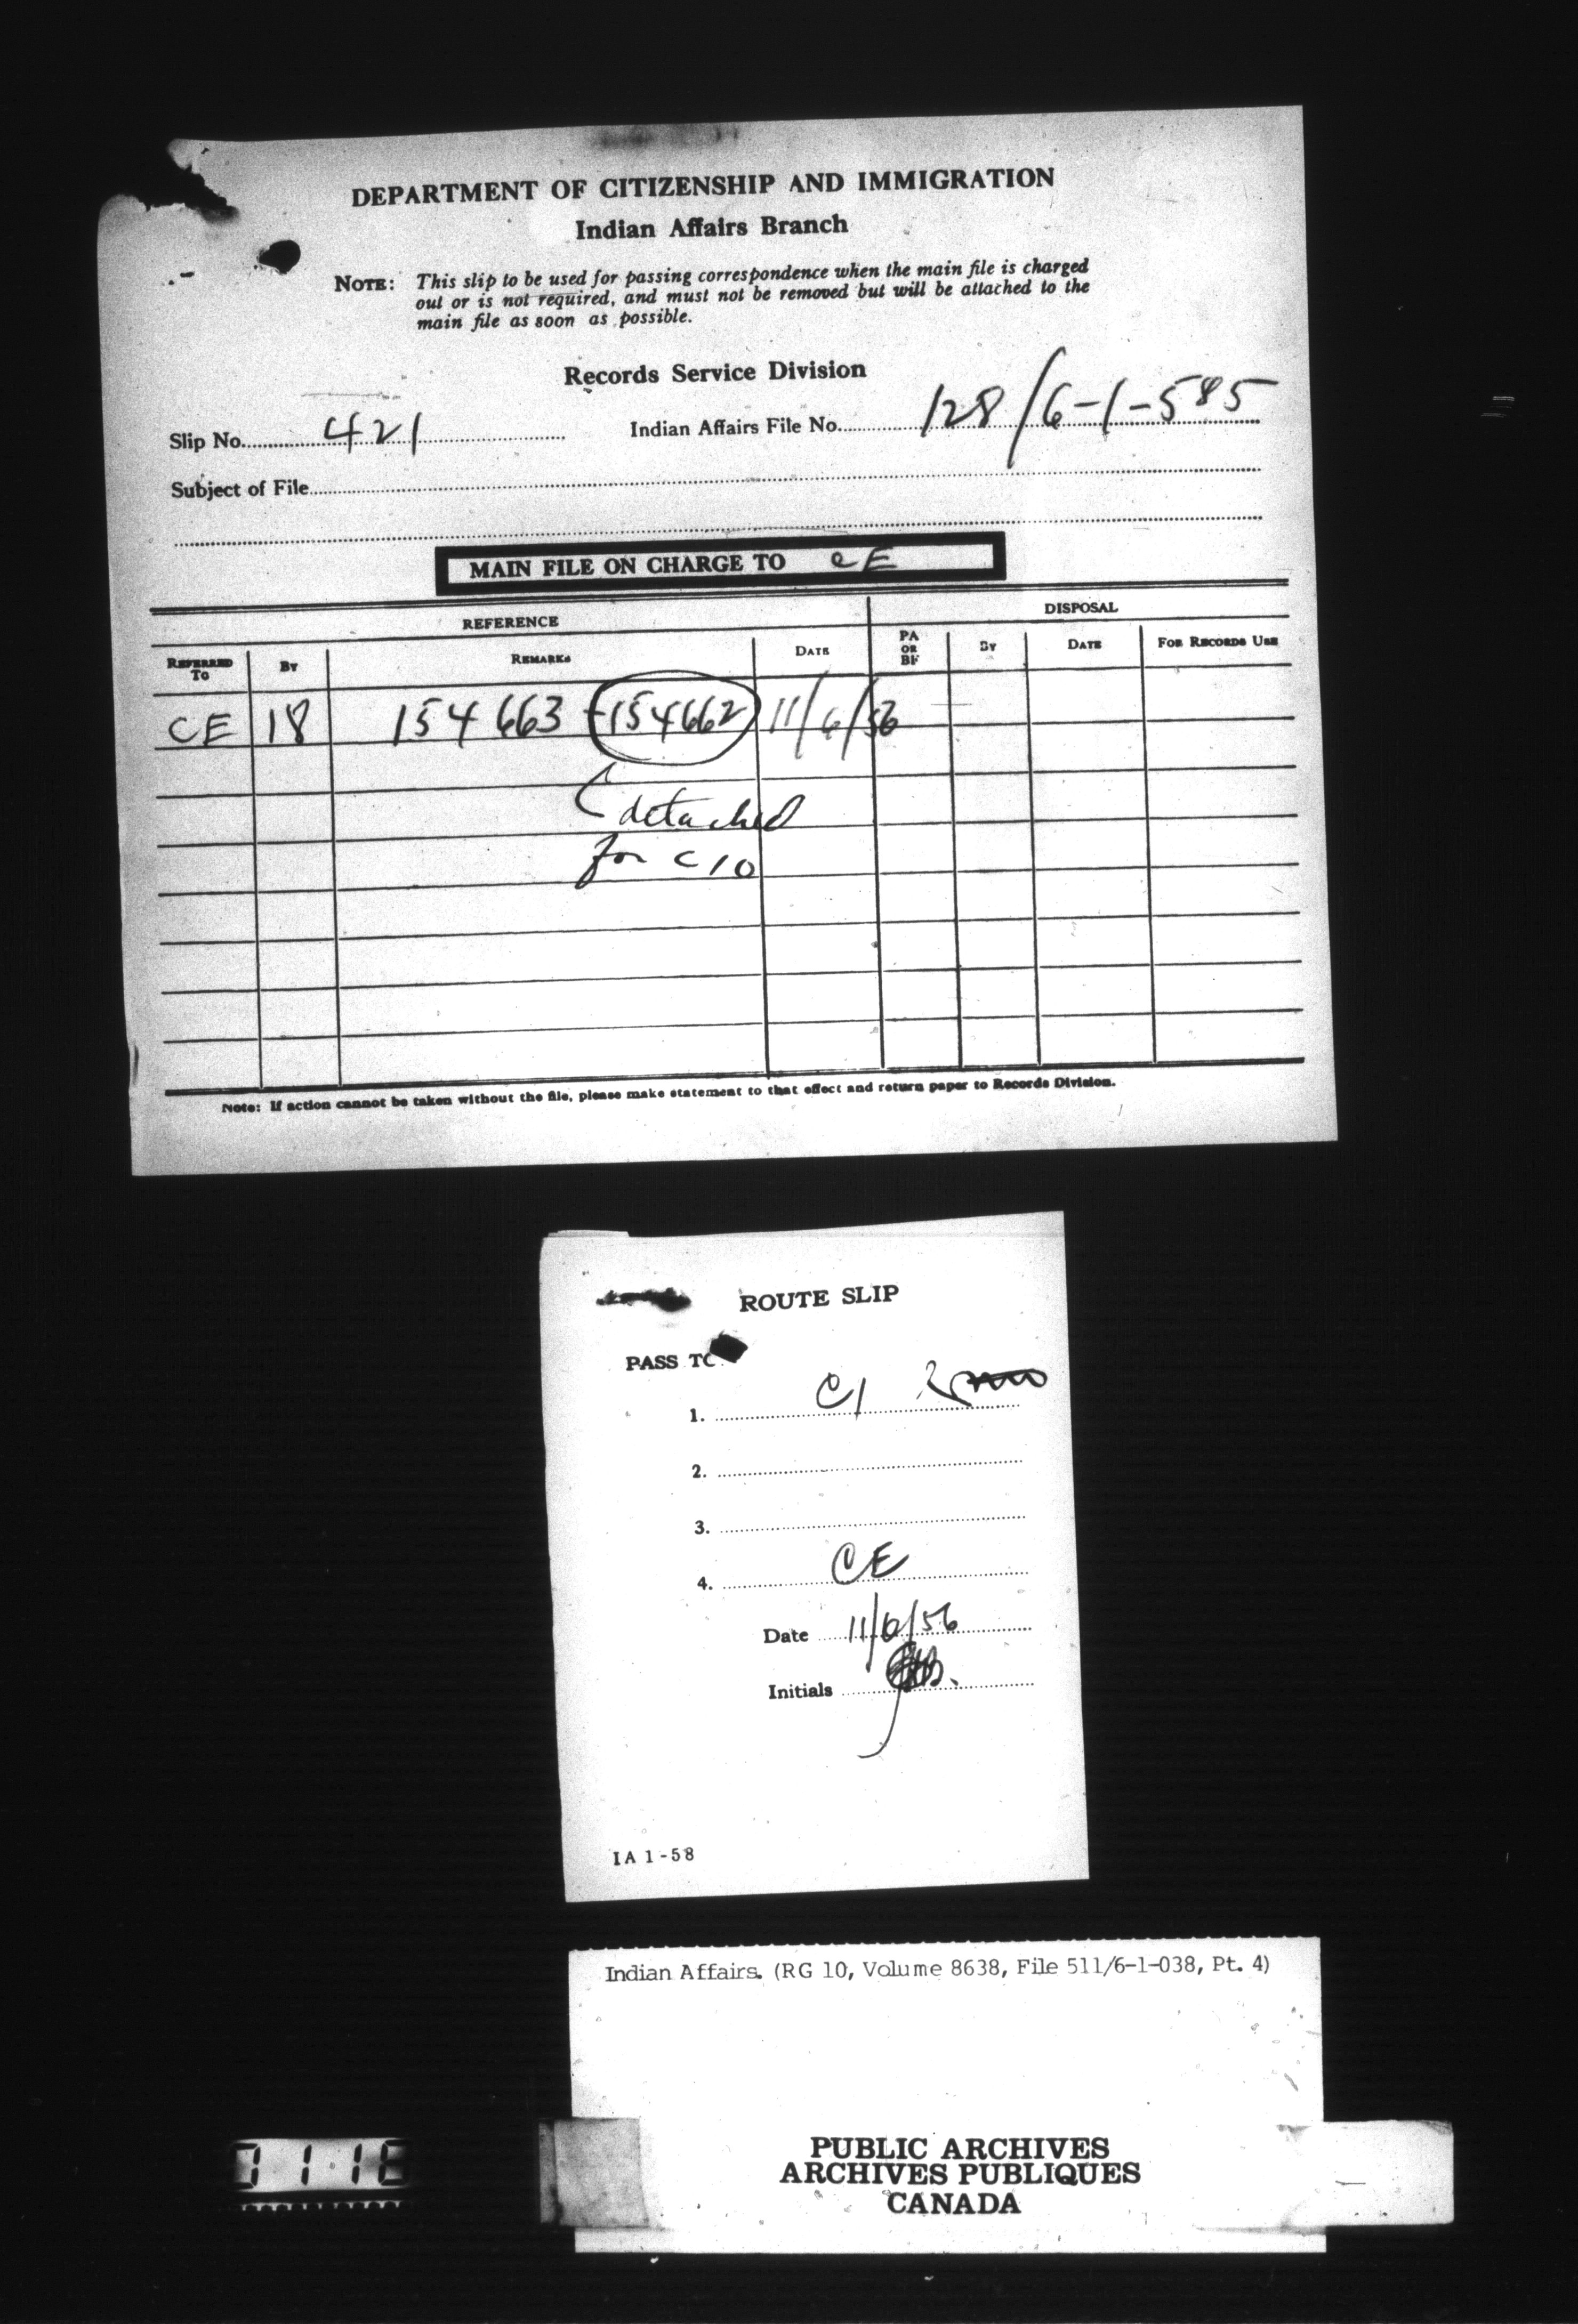 DEPARTMENT OF CITIZENSHIP AND IMMIGRATION
Indian Affairs Branch
NOTE: This slip to be used for passing correspondence when the main file is charged
out or is not required, and must not be removed but will be attached to the
main file as soon as possible.
Records Service Division
Slip No. 421 Indian Affairs File No. 128/6-1-585
Subject of File
MAIN FILE ON CHARGE TO CE
REFERENCE DISPOSAL
REFERRED TO BY REMARKS DATE PA OR BF BY DATE FOR RECORDS USE
CE 18 154663 - 154662 11/6/56
detached
for C10
Note: If action cannot be taken without the file, please make statement to that effect and return paper to Records Division.
ROUTE SLIP
PASS TO
1. C1
2.
3.
4. CE
Date 11/6/56
Initials
IA 1-58
Indian Affairs. (RG 10, Volume 8638, File 511/6-1-038, Pt. 4)
PUBLIC ARCHIVES
ARCHIVES PUBLIQUES
CANADA